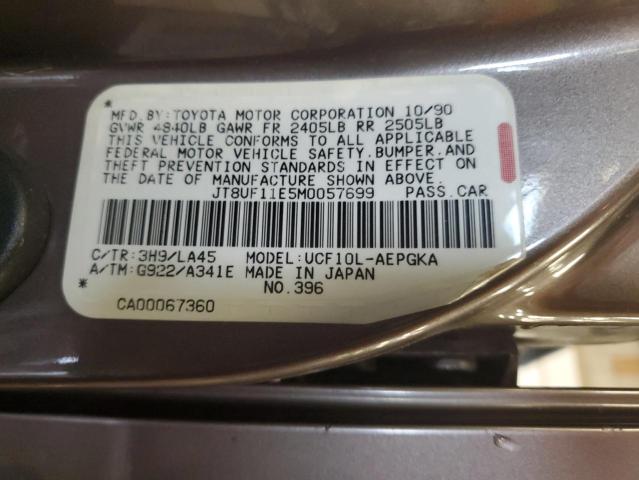 MFD. BY: TOYOTA MOTOR CORPORATION 10/90
GVWR 4840LB GAWR FR 2405LB RR 2505LB
THIS VEHICLE CONFORMS TO ALL APPLICABLE
FEDERAL MOTOR VEHICLE SAFETY, BUMPER, AND
THEFT PREVENTION STANDARDS IN EFFECT ON
THE DATE OF MANUFACTURE SHOWN ABOVE.
JT8UF11E5M0057699 PASS. CAR
C/TR: 3H9/LA45 MODEL: UCF10L-AEPGKA
A/TM: G922/A341E MADE IN JAPAN
NO. 396
CA00067360